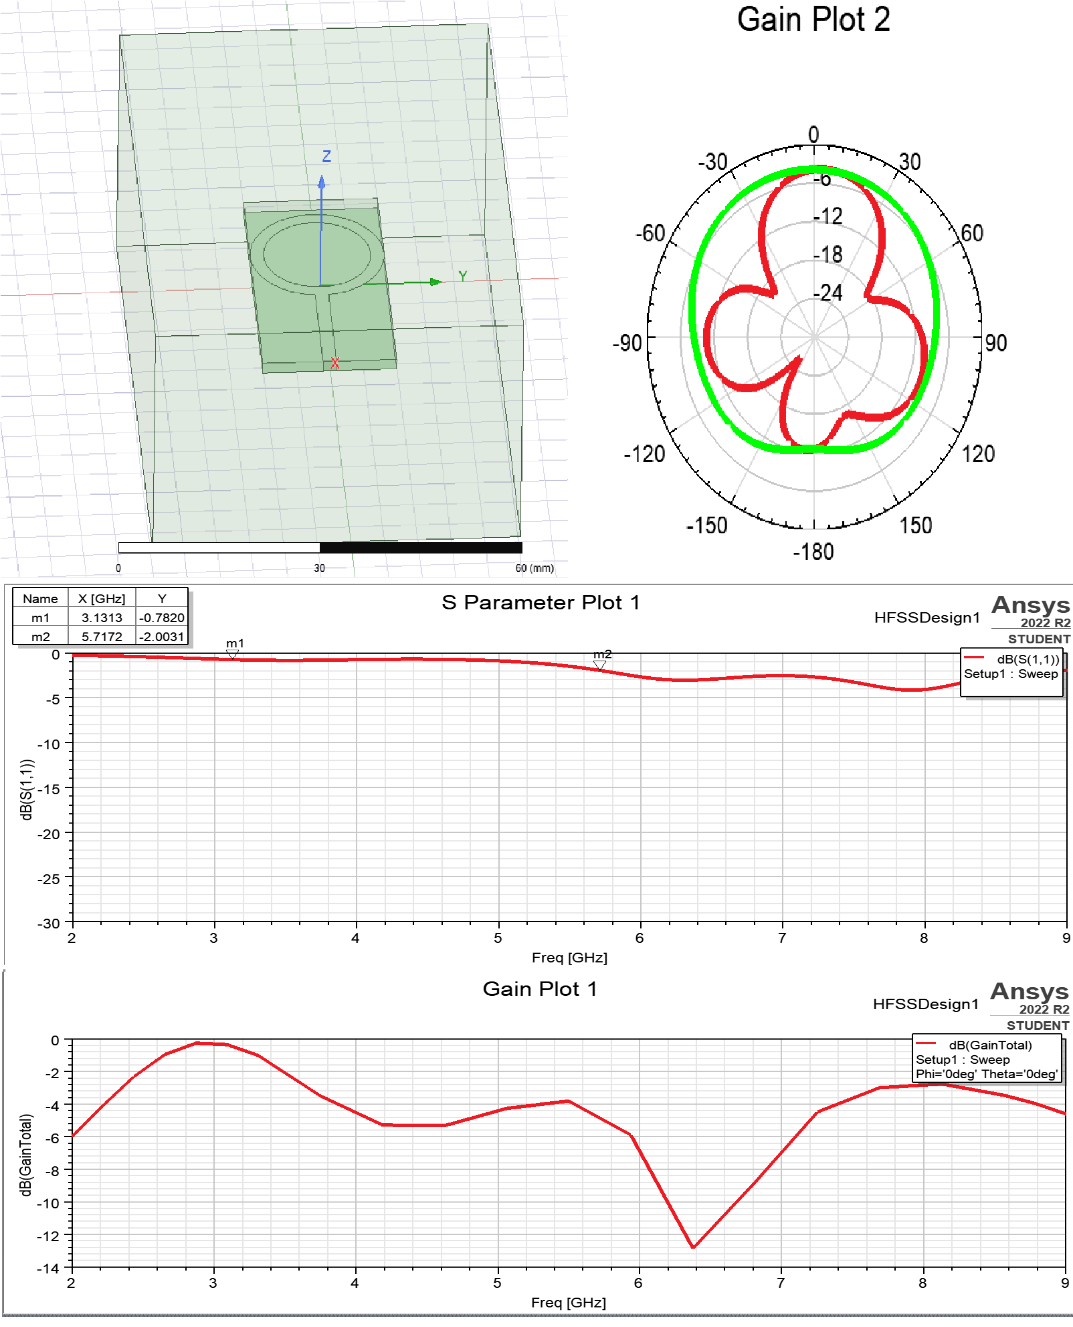 Gain Plot 2
Z
Y
X
0 30 60 (mm)
0
-30 30
-6
-60 -12 60
-18
-24
-90 90
-120 120
-150 150
-180
Name X [GHz] Y
m1 3.1313 -0.7820
m2 5.7172 -2.0031
S Parameter Plot 1
HFSSDesign1
Ansys
2022 R2
STUDENT
m1
m2
dB(S(1,1))
Setup1 : Sweep
0
-5
-10
-15
-20
-25
-30
dB(S(1,1))
2 3 4 5 6 7 8 9
Freq [GHz]
Gain Plot 1
HFSSDesign1
Ansys
2022 R2
STUDENT
dB(GainTotal)
Setup1 : Sweep
Phi='0deg' Theta='0deg'
0
-2
-4
-6
-8
-10
-12
-14
dB(GainTotal)
2 3 4 5 6 7 8 9
Freq [GHz]